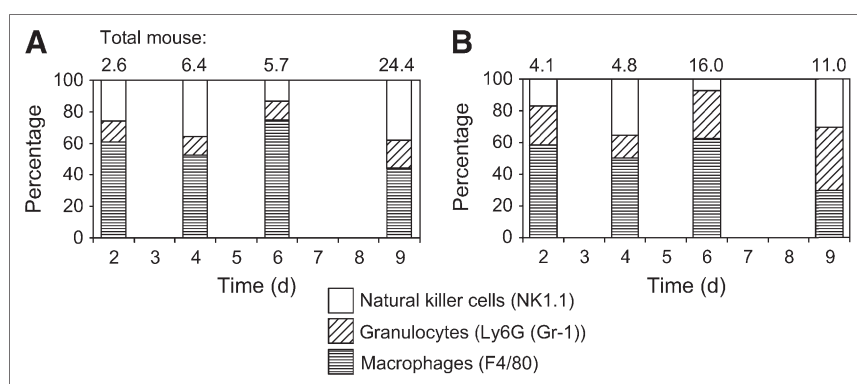 A
Total mouse:
2.6 6.4 5.7 24.4
100
80
60
40
20
0
Percentage
2 3 4 5 6 7 8 9
Time (d)
B
4.1 4.8 16.0 11.0
100
80
60
40
20
0
Percentage
2 3 4 5 6 7 8 9
Time (d)
Natural killer cells (NK1.1)
Granulocytes (Ly6G (Gr-1))
Macrophages (F4/80)